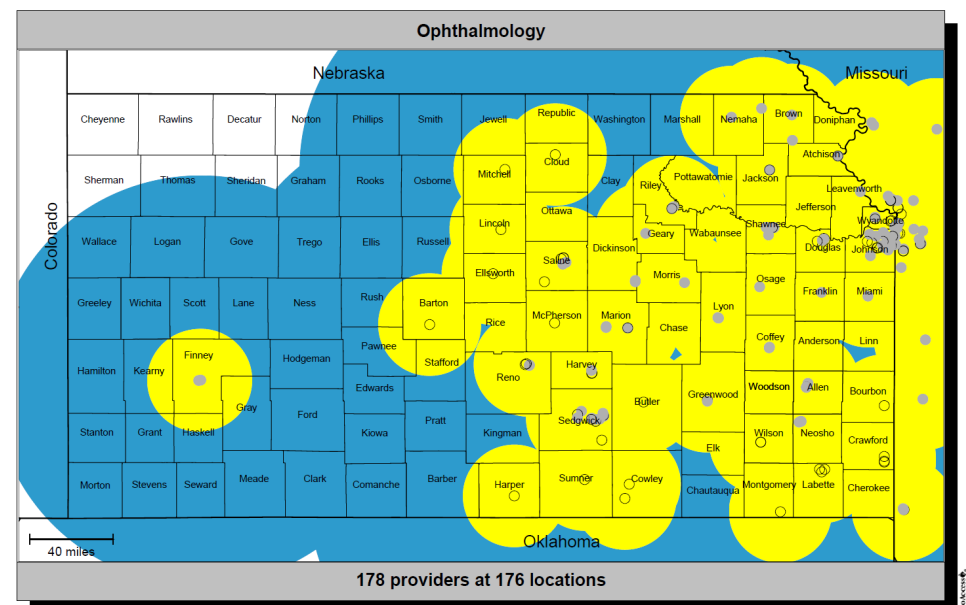 Ophthalmology
Nebraska
Missouri
Colorado
Oklahoma
Cheyenne
Rawlins
Decatur
Norton
Phillips
Smith
Jewell
Republic
Washington
Marshall
Nemaha
Brown
Doniphan
Atchison
Sherman
Thomas
Sheridan
Graham
Rooks
Osborne
Mitchell
Cloud
Clay
Riley
Pottawatomie
Jackson
Jefferson
Leavenworth
Wyandotte
Wallace
Logan
Gove
Trego
Ellis
Russell
Lincoln
Ottawa
Saline
Dickinson
Geary
Wabaunsee
Shawnee
Douglas
Johnson
Ellsworth
Morris
Osage
Franklin
Miami
Greeley
Wichita
Scott
Lane
Ness
Rush
Barton
Rice
McPherson
Marion
Chase
Lyon
Coffey
Anderson
Linn
Hamilton
Kearny
Finney
Hodgeman
Pawnee
Stafford
Reno
Harvey
Edwards
Gray
Ford
Butler
Greenwood
Woodson
Allen
Bourbon
Stanton
Grant
Haskell
Kiowa
Pratt
Kingman
Sedgwick
Elk
Wilson
Neosho
Crawford
Morton
Stevens
Seward
Meade
Clark
Comanche
Barber
Harper
Sumner
Cowley
Chautauqua
Montgomery
Labette
Cherokee
40 miles
178 providers at 176 locations